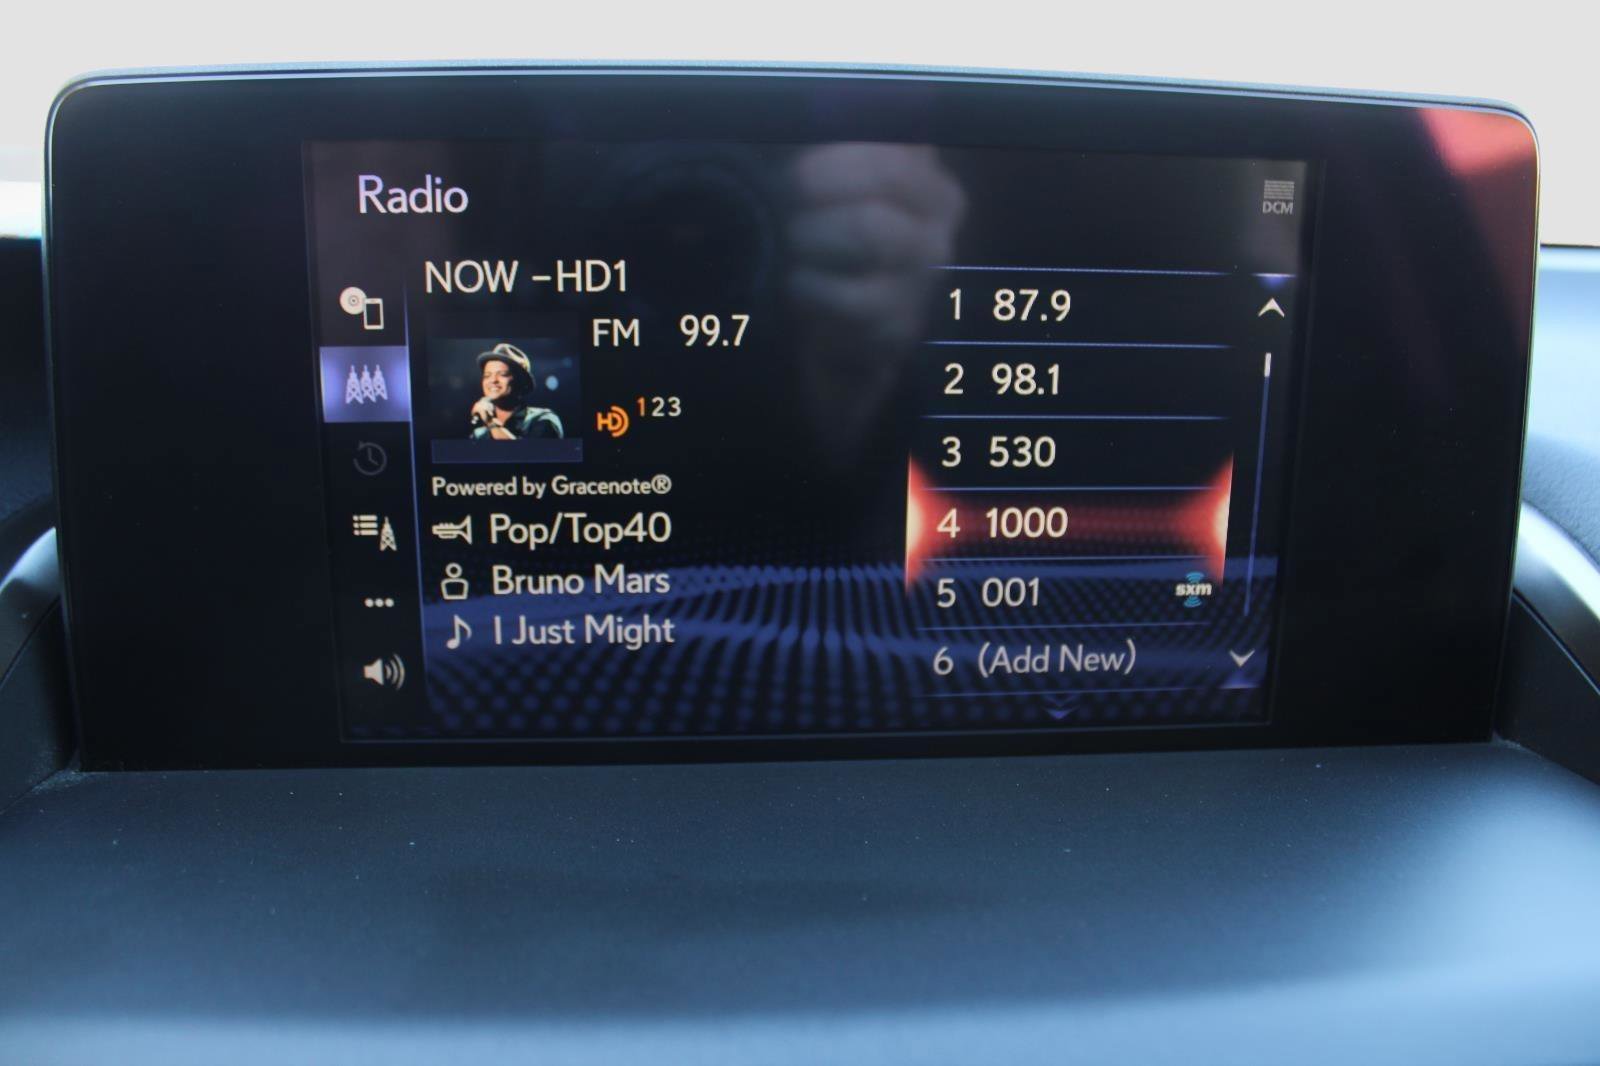 Radio
DCM
NOW -HD1
FM 99.7
HD 123
Powered by Gracenote®
Pop/Top40
Bruno Mars
I Just Might
1 87.9
2 98.1
3 530
4 1000
5 001 sxm
6 (Add New)